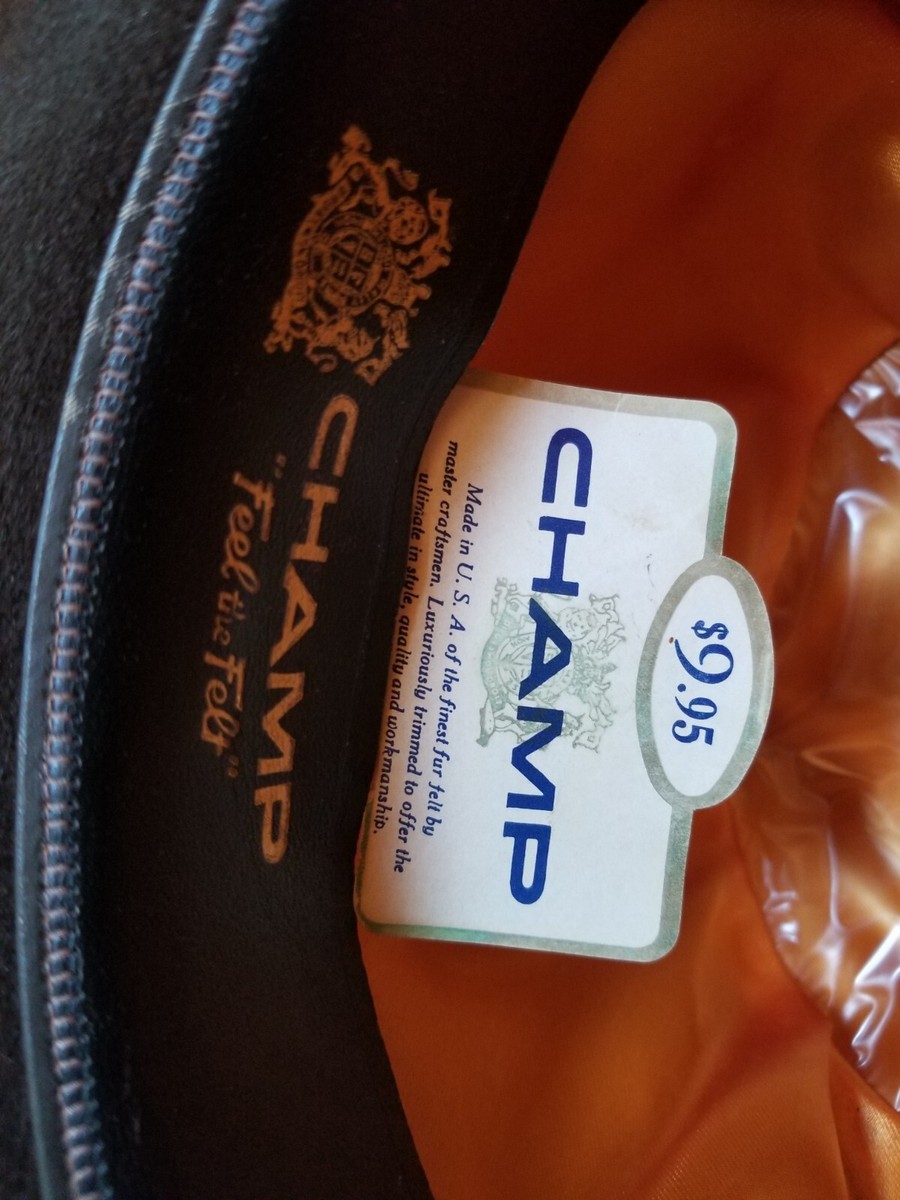 $9.95
CHAMP
Made in U. S. A. of the finest fur felt by
master craftsmen. Luxuriously trimmed to offer the
ultimate in style, quality and workmanship.
CHAMP
"Feel the Felt"